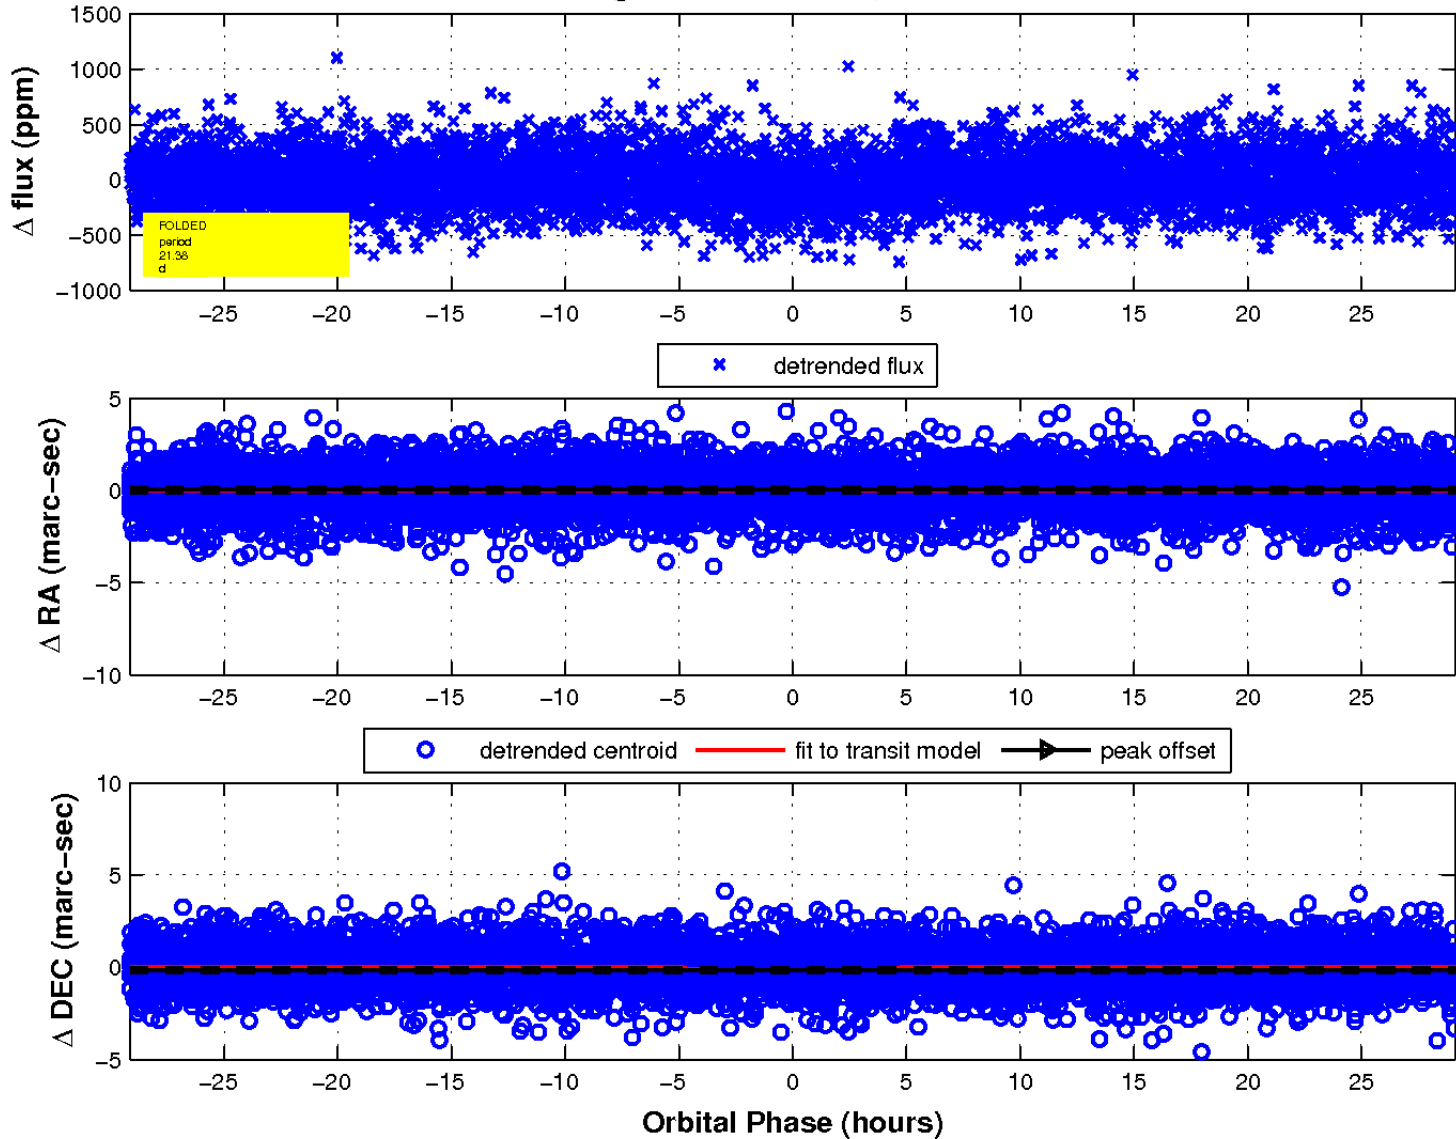 1500
1000
500
0
−500
−1000
Δ flux (ppm)
FOLDED
period
21.36
d
−25 −20 −15 −10 −5 0 5 10 15 20 25
detrended flux
5
0
−5
−10
Δ RA (marc−sec)
−25 −20 −15 −10 −5 0 5 10 15 20 25
detrended centroid fit to transit model peak offset
10
5
0
−5
Δ DEC (marc−sec)
−25 −20 −15 −10 −5 0 5 10 15 20 25
Orbital Phase (hours)